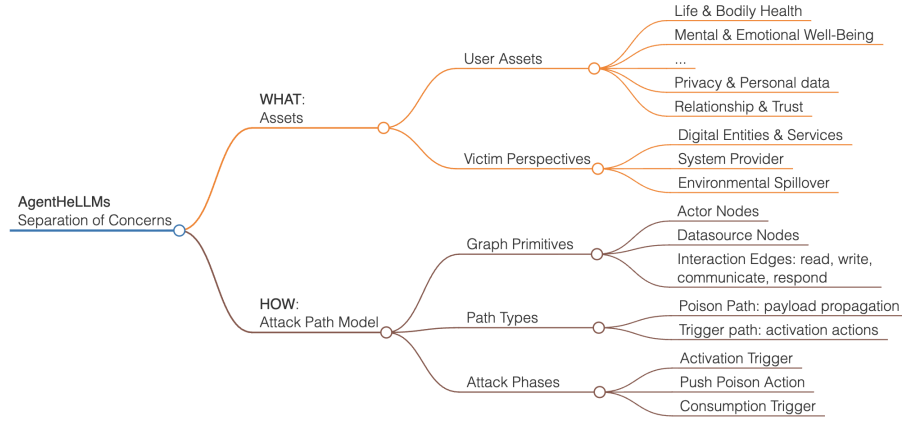 Life & Bodily Health
Mental & Emotional Well-Being
...
Privacy & Personal data
Relationship & Trust
User Assets
WHAT:
Assets
Victim Perspectives
Digital Entities & Services
System Provider
Environmental Spillover
AgentHeLLMs
Separation of Concerns
Actor Nodes
Datasource Nodes
Interaction Edges: read, write,
communicate, respond
Graph Primitives
HOW:
Attack Path Model
Path Types
Poison Path: payload propagation
Trigger path: activation actions
Attack Phases
Activation Trigger
Push Poison Action
Consumption Trigger